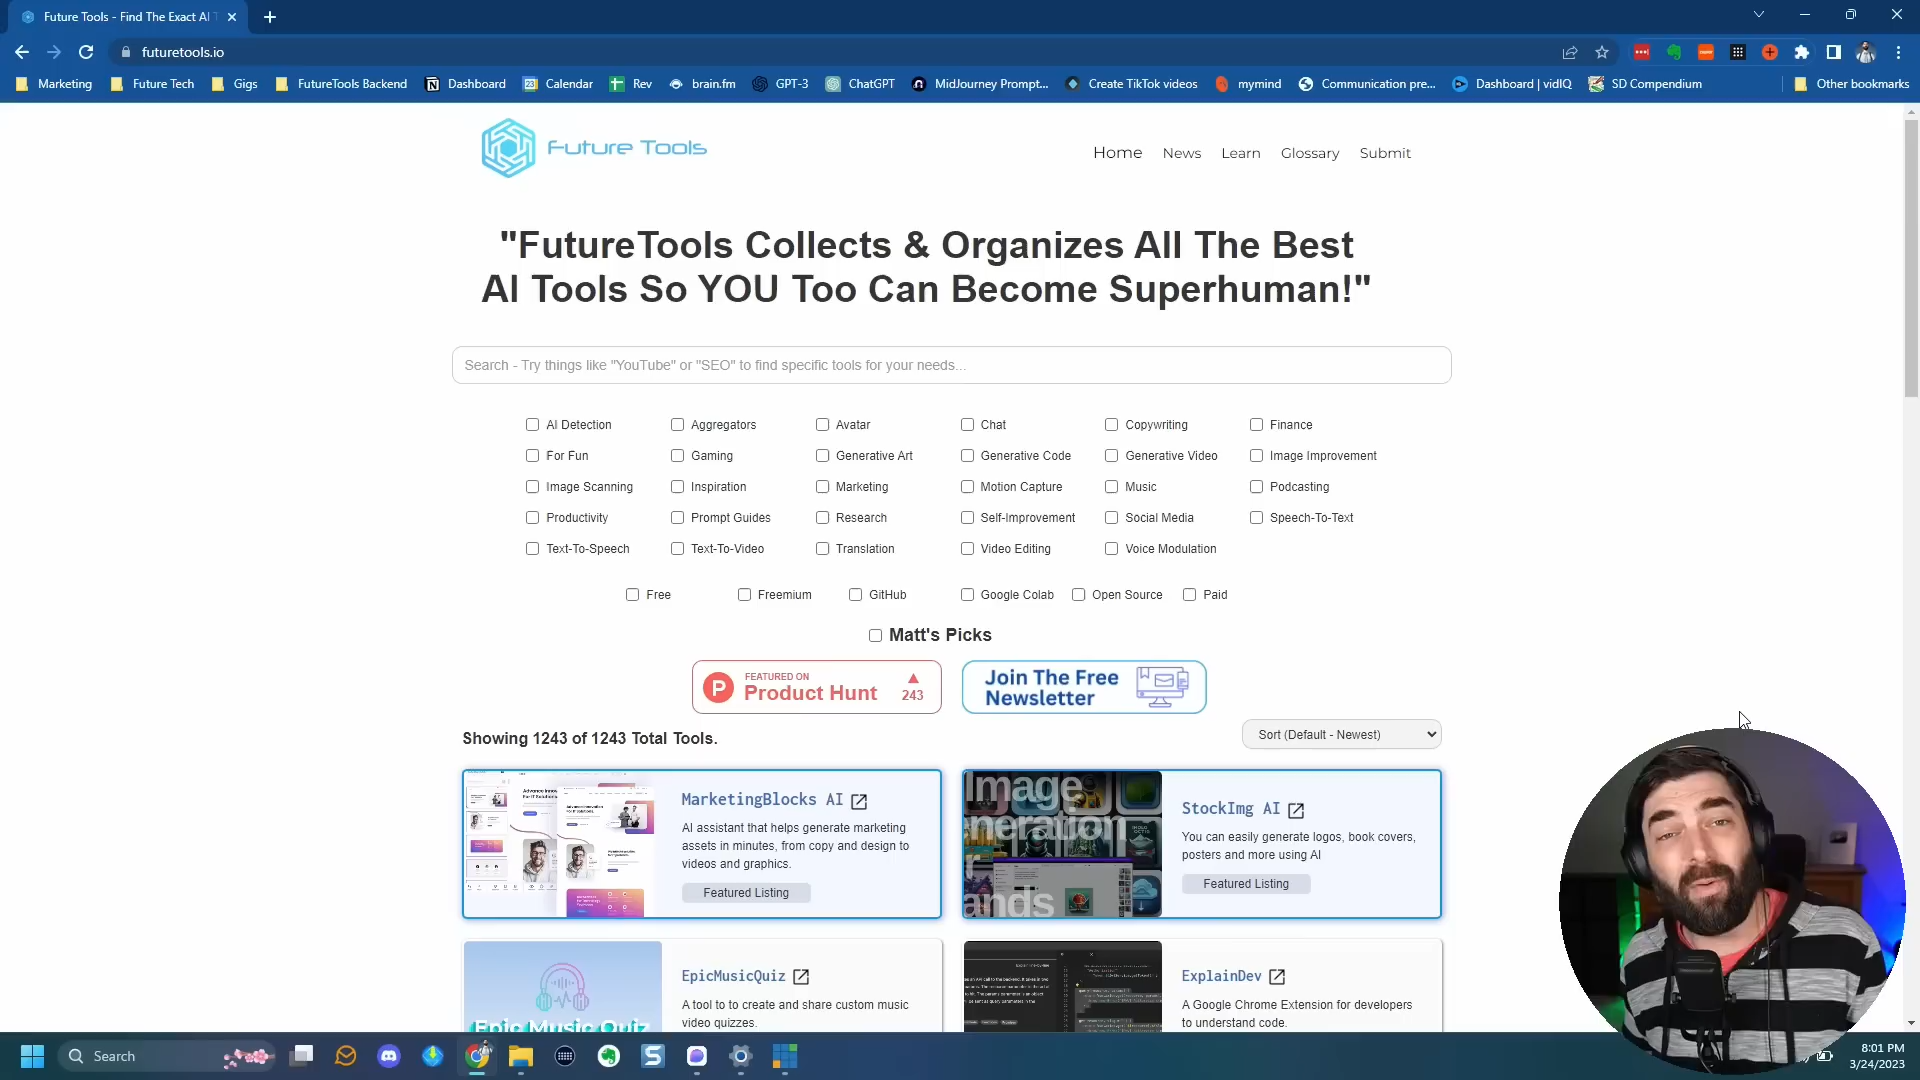 Future Tools - Find The Exact AI T
futuretools.io
Marketing
Future Tech
Gigs
FutureTools Backend
Dashboard
Calendar
Rev
brain.fm
GPT-3
ChatGPT
MidJourney Prompt...
Create TikTok videos
mymind
Communication pre...
Dashboard | vidIQ
SD Compendium
Other bookmarks
Future Tools
Home
News
Learn
Glossary
Submit
"FutureTools Collects & Organizes All The Best
AI Tools So YOU Too Can Become Superhuman!"
Search - Try things like "YouTube" or "SEO" to find specific tools for your needs...
AI Detection
Aggregators
Avatar
Chat
Copywriting
Finance
For Fun
Gaming
Generative Art
Generative Code
Generative Video
Image Improvement
Image Scanning
Inspiration
Marketing
Motion Capture
Music
Podcasting
Productivity
Prompt Guides
Research
Self-Improvement
Social Media
Speech-To-Text
Text-To-Speech
Text-To-Video
Translation
Video Editing
Voice Modulation
Free
Freemium
GitHub
Google Colab
Open Source
Paid
Matt's Picks
FEATURED ON
Product Hunt
243
Join The Free
Newsletter
Showing 1243 of 1243 Total Tools.
Sort (Default - Newest)
MarketingBlocks AI
AI assistant that helps generate marketing
assets in minutes, from copy and design to
videos and graphics.
Featured Listing
Image
neration
ands
StockImg AI
You can easily generate logos, book covers,
posters and more using AI
Featured Listing
Epic Music Quiz
EpicMusicQuiz
A tool to to create and share custom music
video quizzes.
ExplainDev
A Google Chrome Extension for developers
to understand code.
Search
8:01 PM
3/24/2023